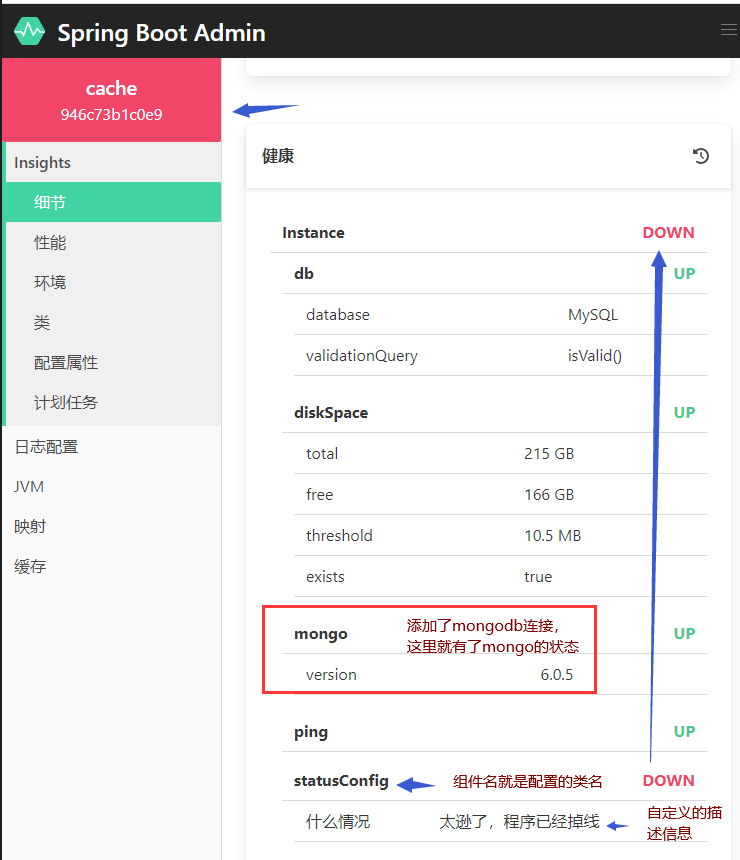 Spring Boot Admin
cache
946c73b1c0e9
Insights
细节
性能
环境
类
配置属性
计划任务
日志配置
JVM
映射
缓存
健康
Instance DOWN
db UP
database MySQL
validationQuery isValid()
diskSpace UP
total 215 GB
free 166 GB
threshold 10.5 MB
exists true
mongo UP
添加了mongodb连接，
这里就有了mongo的状态
version 6.0.5
ping UP
statusConfig 组件名就是配置的类名 DOWN
什么情况 太逊了，程序已经掉线
自定义的描
述信息